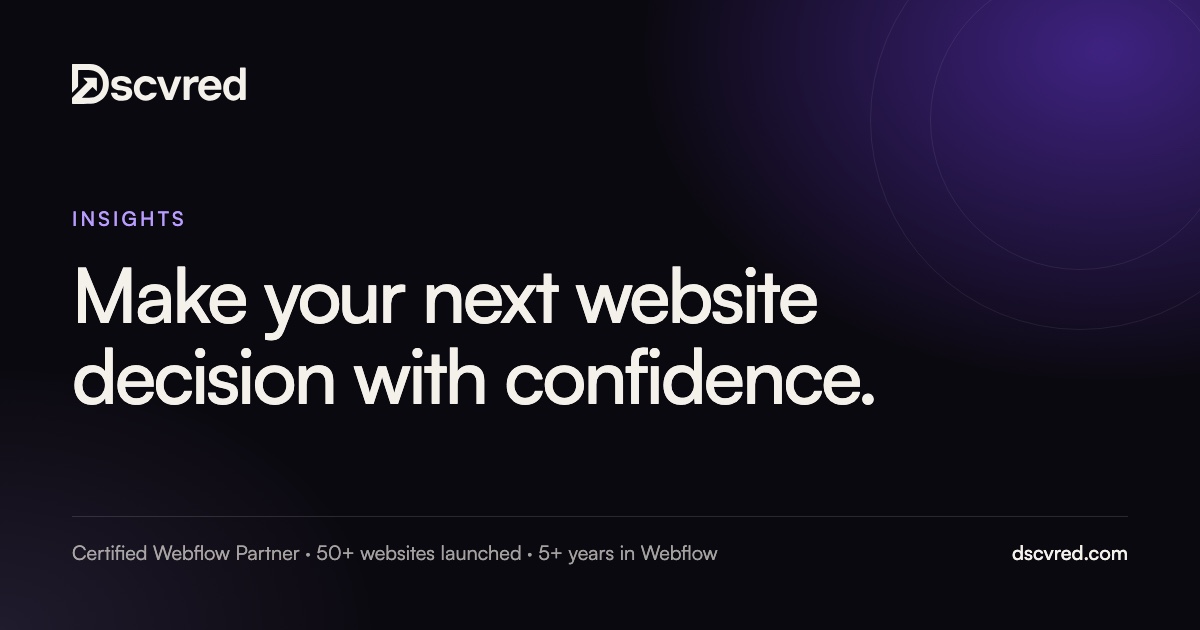 Dscvred
INSIGHTS
Make your next website
decision with confidence.
Certified Webflow Partner · 50+ websites launched · 5+ years in Webflow
dscvred.com